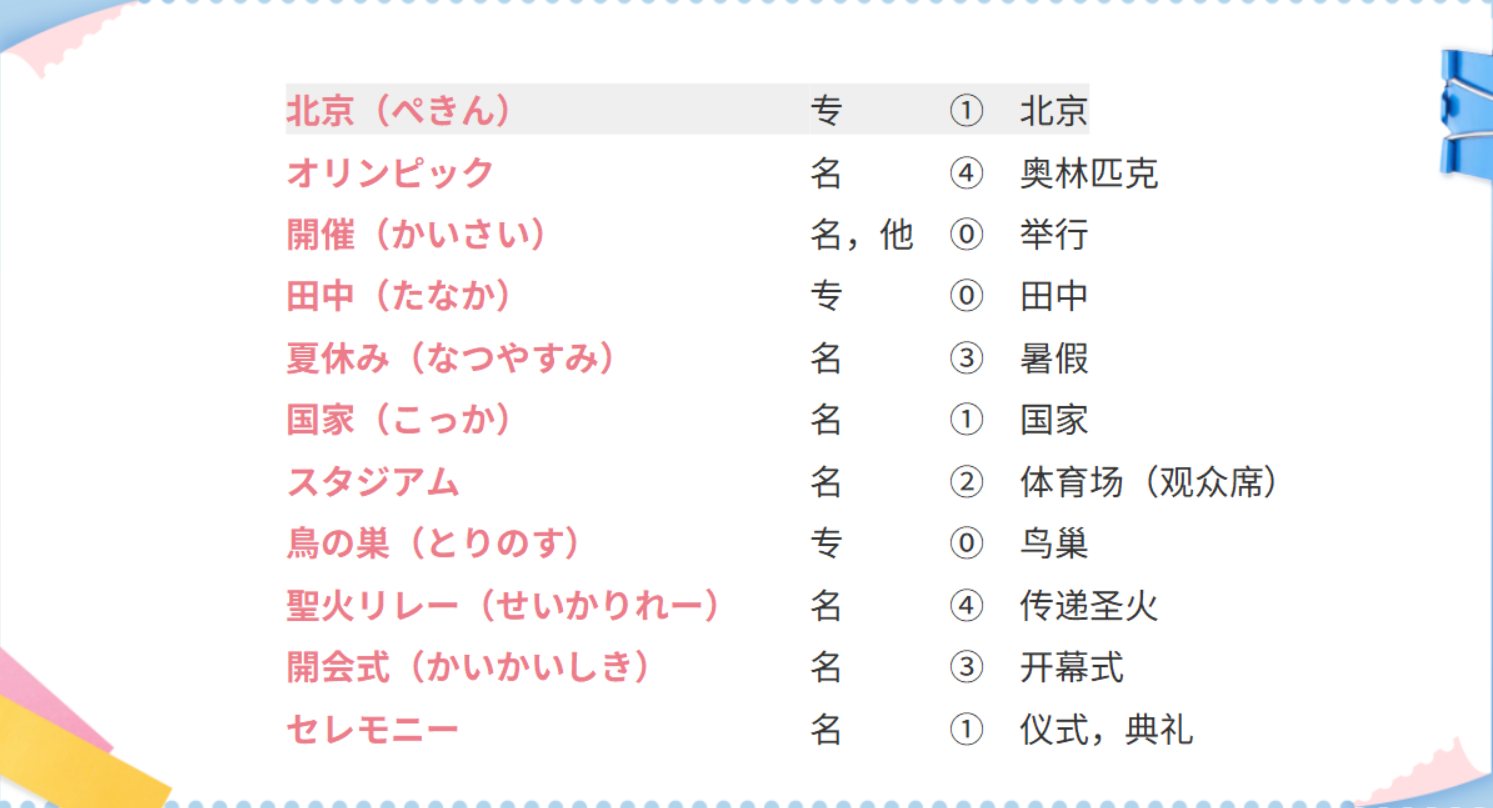 北京（ぺきん） 专 ① 北京
オリンピック 名 ④ 奥林匹克
開催（かいさい） 名，他 ⓪ 举行
田中（たなか） 专 ⓪ 田中
夏休み（なつやすみ） 名 ③ 暑假
国家（こっか） 名 ① 国家
スタジアム 名 ② 体育场（观众席）
鳥の巣（とりのす） 专 ⓪ 鸟巢
聖火リレー（せいかりれー） 名 ④ 传递圣火
開会式（かいかいしき） 名 ③ 开幕式
セレモニー 名 ① 仪式，典礼